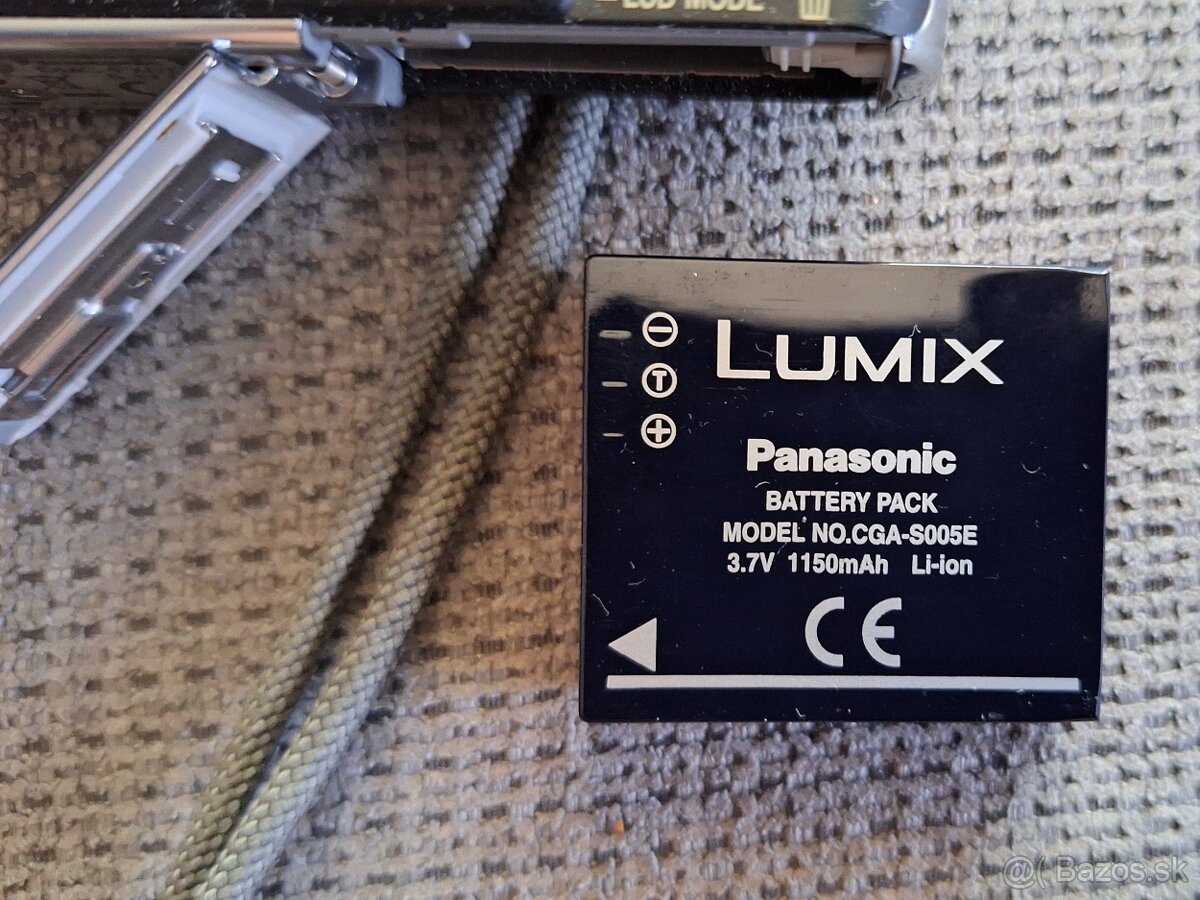 LCD MODE
LUMIX
Panasonic
BATTERY PACK
MODEL NO.CGA-S005E
3.7V 1150mAh Li-ion
T
CE
@( Bazos.sk